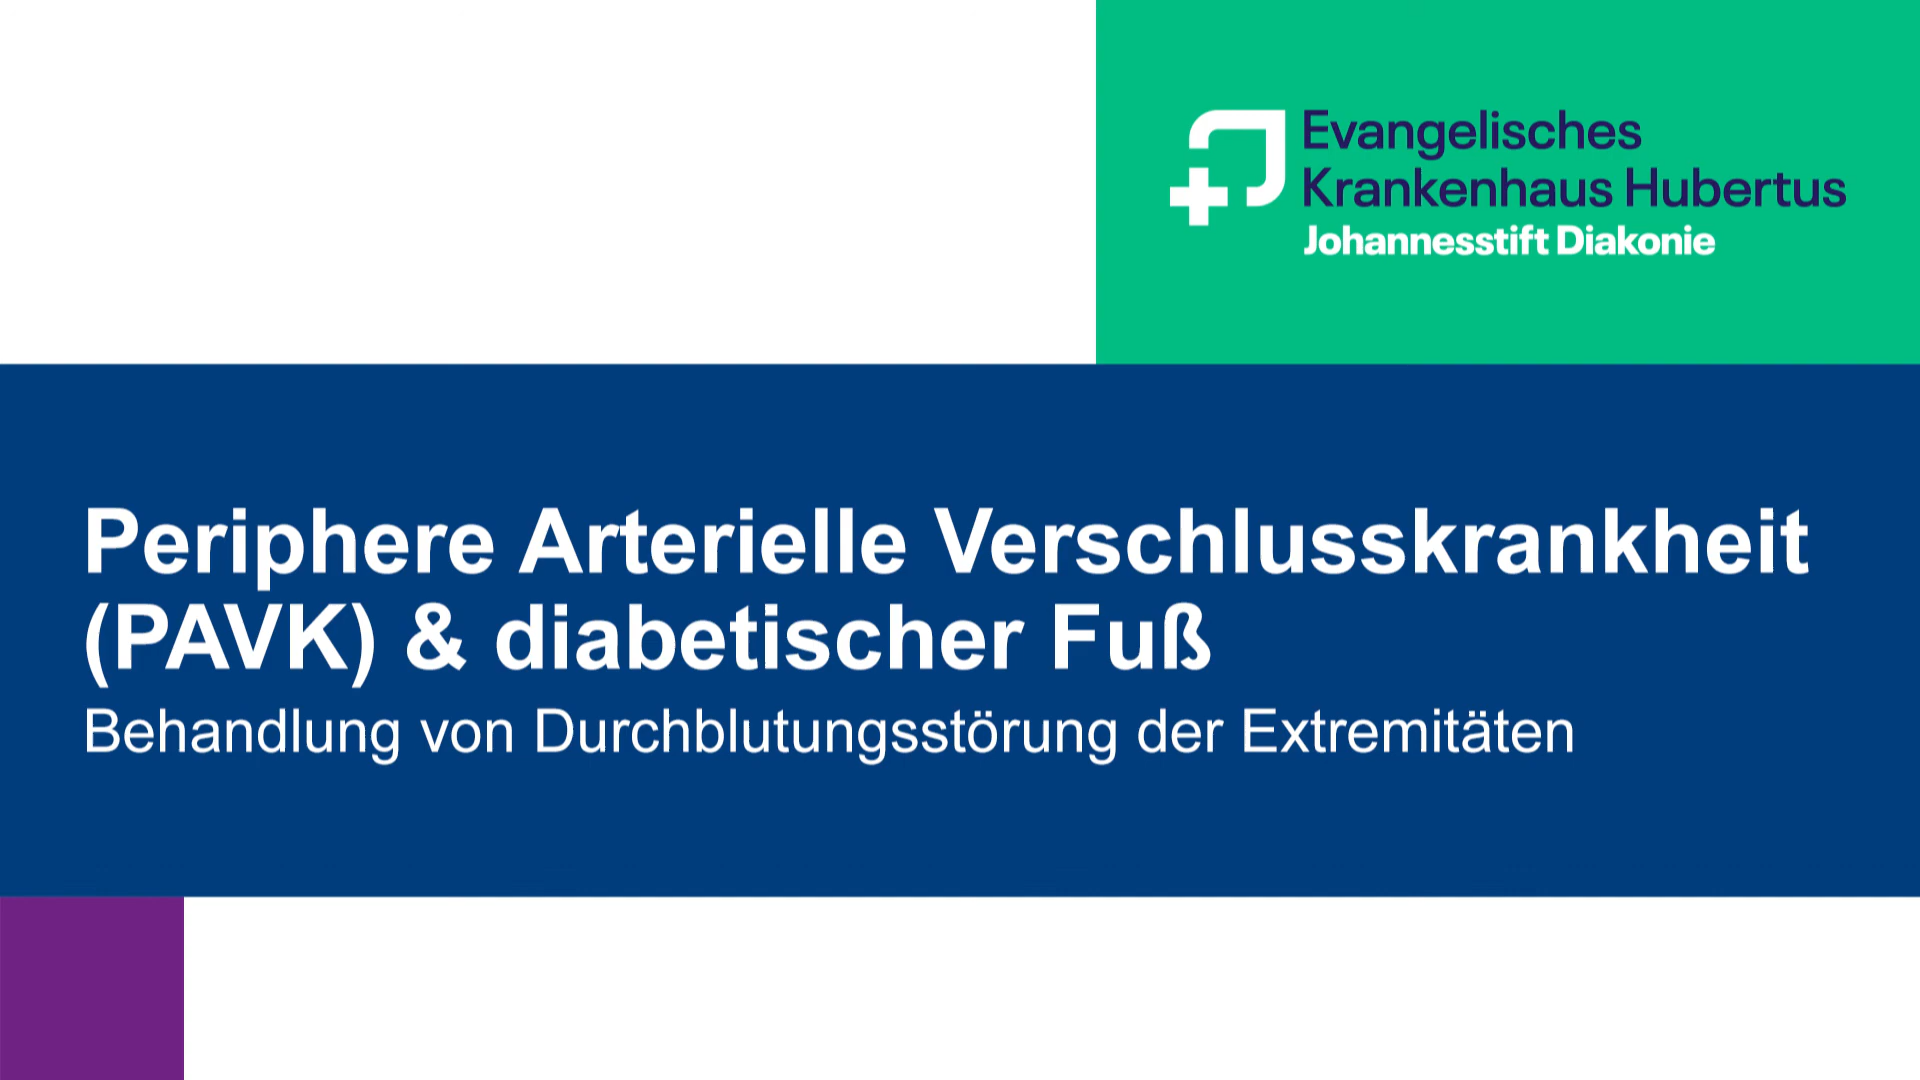 Evangelisches
Krankenhaus Hubertus
Johannesstift Diakonie
Periphere Arterielle Verschlusskrankheit
(PAVK) & diabetischer Fuß
Behandlung von Durchblutungsstörung der Extremitäten